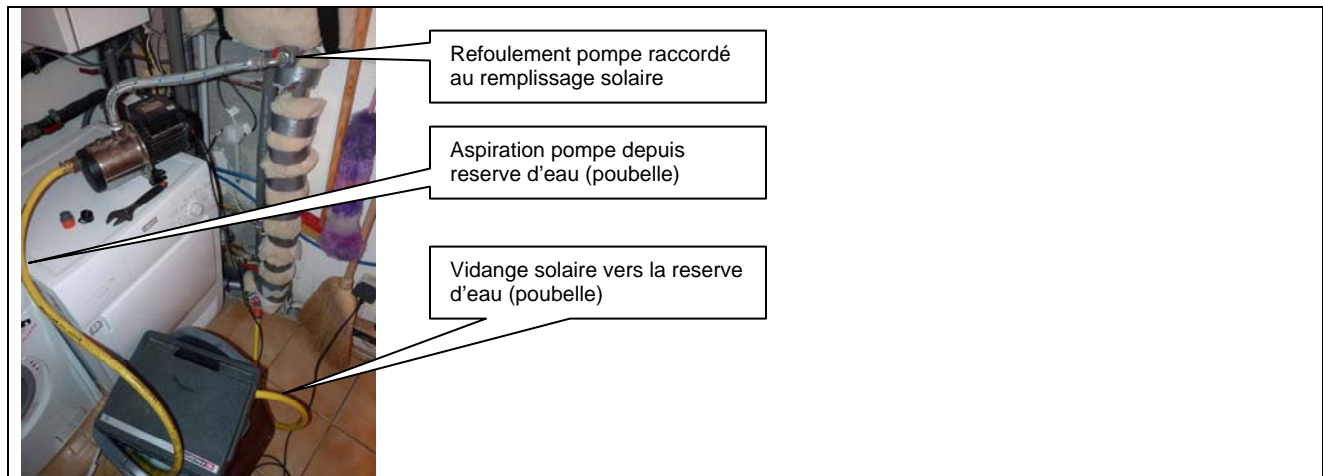 Refoulement pompe raccordé
au remplissage solaire
Aspiration pompe depuis
reserve d'eau (poubelle)
Vidange solaire vers la reserve
d'eau (poubelle)